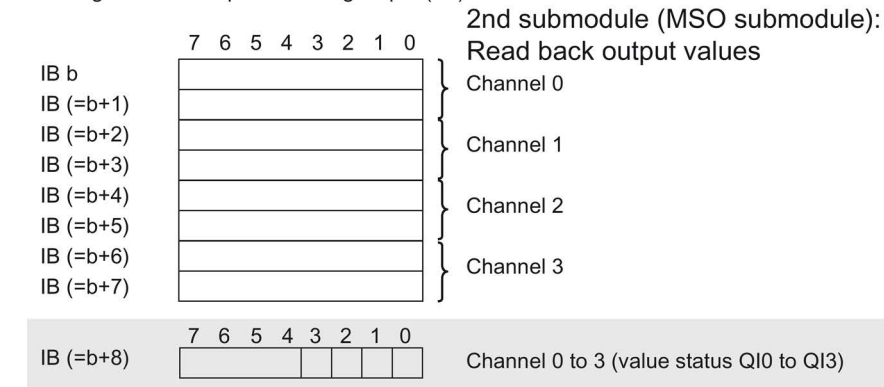 2nd submodule (MSO submodule):
7 6 5 4 3 2 1 0
Read back output values
IB b
Channel 0
IB (=b+1)
IB (=b+2)
Channel 1
IB (=b+3)
IB (=b+4)
Channel 2
IB (=b+5)
IB (=b+6)
Channel 3
IB (=b+7)
7 6 5 4 3 2 1 0
IB (=b+8)
Channel 0 to 3 (value status QI0 to QI3)